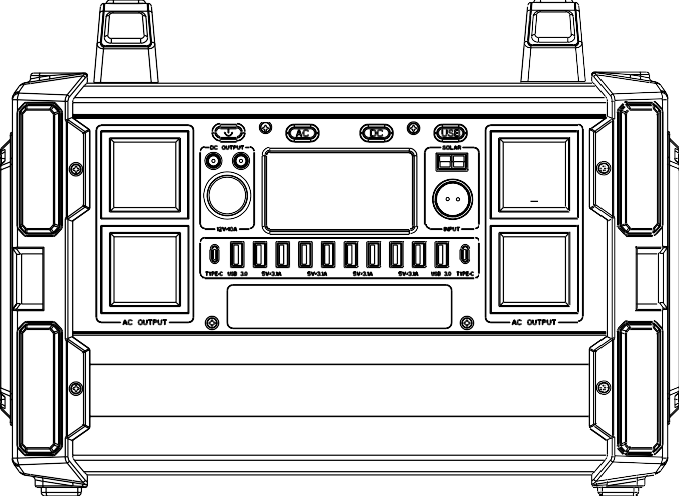 AC DC USB
DC OUTPUT SOLAR
12V=10A INPUT
TYPE-C USB 3.0 5V=3.1A 5V=3.1A 5V=3.1A 5V=3.1A USB 3.0 TYPE-C
AC OUTPUT AC OUTPUT